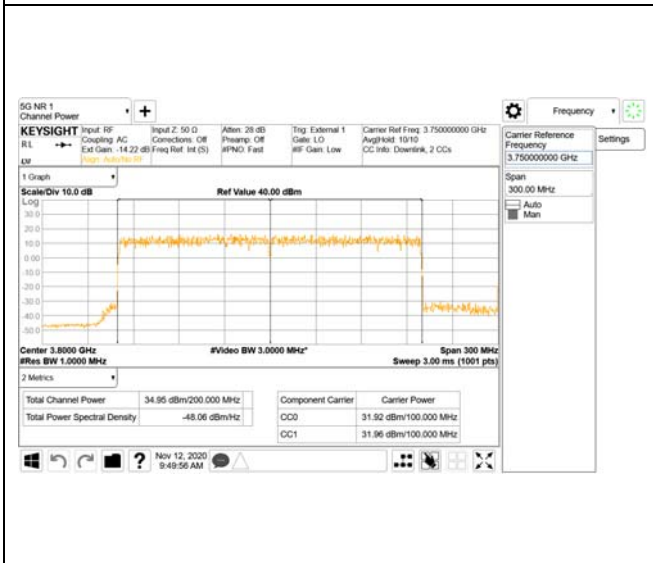 5G NR 1
Channel Power
Frequency
KEYSIGHT
RL
Input: RF
Coupling: AC
Ext Gain: -14.22 dB
Align: Auto/No RF
Input Z: 50 Ω
Corrections: Off
Freq Ref: Int (S)
Atten: 28 dB
Preamp: Off
#PNO: Fast
Trig: External 1
Gate: LO
#IF Gain: Low
Carrier Ref Freq: 3.750000000 GHz
Avg|Hold: 10/10
CC Info: Downlink, 2 CCs
Carrier Reference
Frequency
3.750000000 GHz
Settings
Span
300.00 MHz
Auto
Man
1 Graph
Scale/Div 10.0 dB
Ref Value 40.00 dBm
Log
30.0
20.0
10.0
0.00
-10.0
-20.0
-30.0
-40.0
-50.0
Center 3.8000 GHz
#Video BW 3.0000 MHz*
Span 300 MHz
#Res BW 1.0000 MHz
Sweep 3.00 ms (1001 pts)
2 Metrics
Total Channel Power
34.95 dBm/200.000 MHz
Total Power Spectral Density
-48.06 dBm/Hz
Component Carrier
Carrier Power
CC0
31.92 dBm/100.000 MHz
CC1
31.96 dBm/100.000 MHz
?
Nov 12, 2020
9:49:56 AM